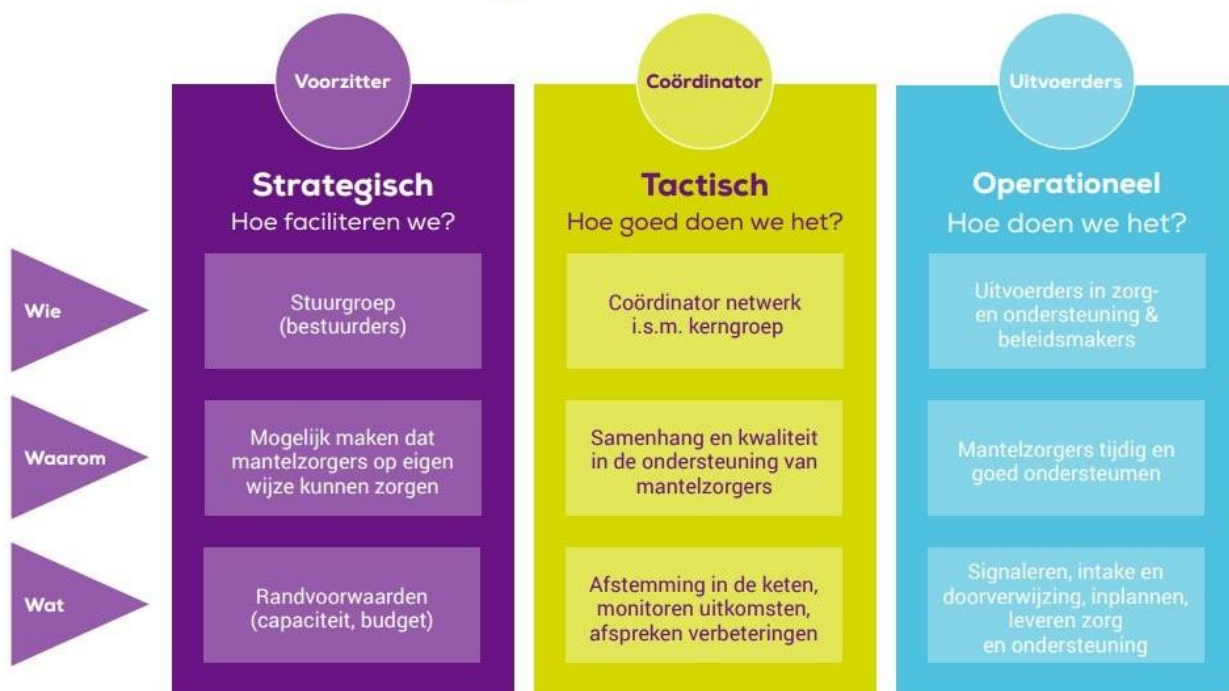 Voorzitter
Coördinator
Uitvoerders
Strategisch
Hoe faciliteren we?
Tactisch
Hoe goed doen we het?
Operationeel
Hoe doen we het?
Wie
Stuurgroep
(bestuurders)
Coördinator netwerk
i.s.m. kerngroep
Uitvoerders in zorg-
en ondersteuning &
beleidsmakers
Waarom
Mogelijk maken dat
mantelzorgers op eigen
wijze kunnen zorgen
Samenhang en kwaliteit
in de ondersteuning van
mantelzorgers
Mantelzorgers tijdig en
goed ondersteumen
Wat
Randvoorwaarden
(capaciteit, budget)
Afstemming in de keten,
monitoren uitkomsten,
afspreken verbeteringen
Signaleren, intake en
doorverwijzing, inplannen,
leveren zorg
en ondersteuning